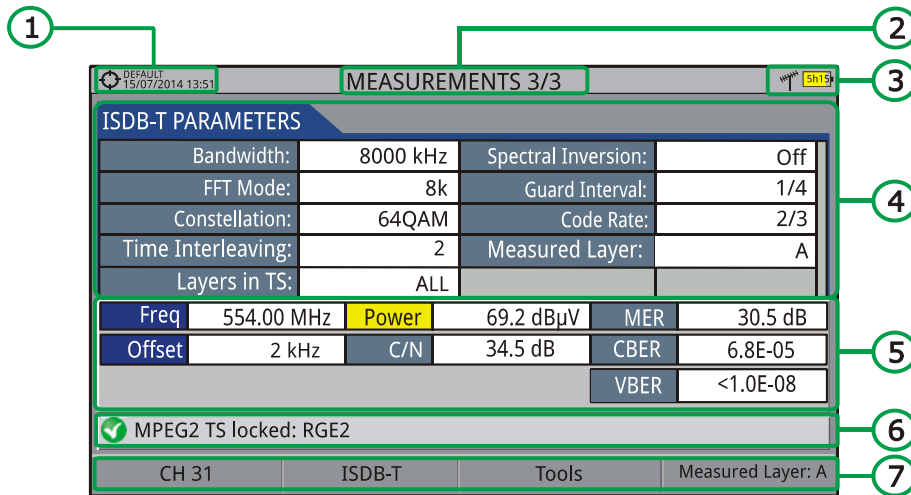 1
2
3
DEFAULT
15/07/2014 13:51
MEASUREMENTS 3/3
5h15
ISDB-T PARAMETERS
Bandwidth: 8000 kHz Spectral Inversion: Off
FFT Mode: 8k Guard Interval: 1/4
4
Constellation: 64QAM Code Rate: 2/3
Time Interleaving: 2 Measured Layer: A
Layers in TS: ALL
Freq 554.00 MHz Power 69.2 dBµV MER 30.5 dB
Offset 2 kHz C/N 34.5 dB CBER 6.8E-05
5
VBER <1.0E-08
MPEG2 TS locked: RGE2
6
CH 31 ISDB-T Tools Measured Layer: A
7